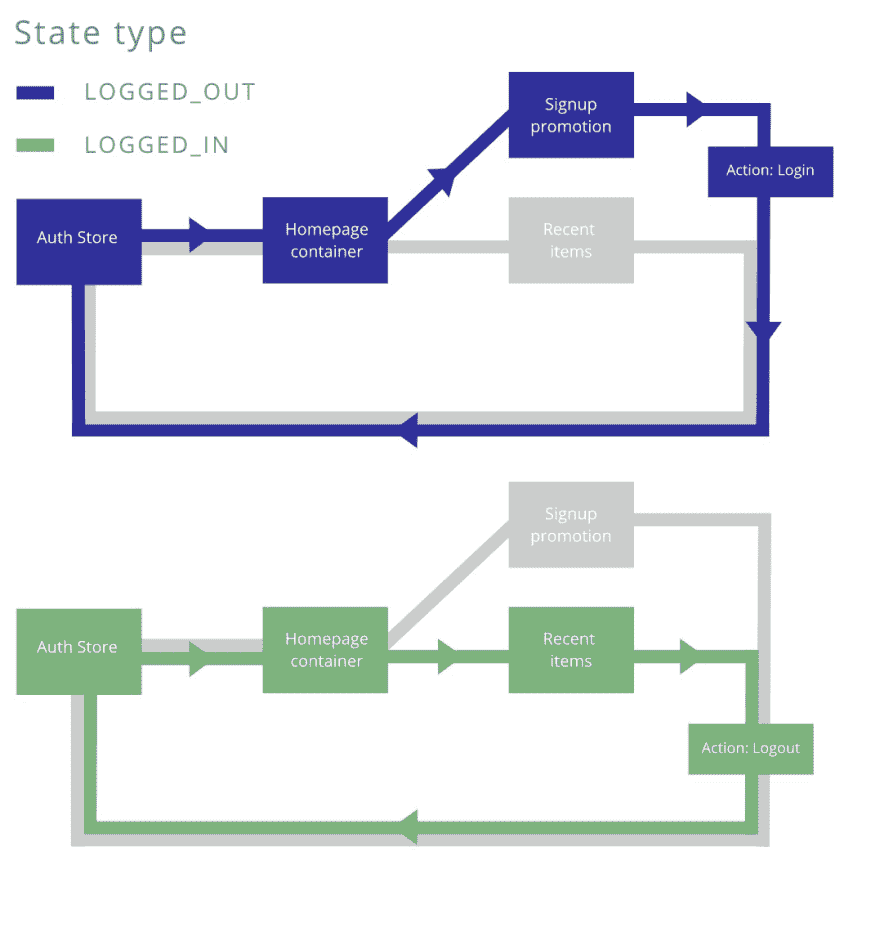 State type
LOGGED_OUT
LOGGED_IN
Signup
promotion
Action: Login
Auth Store
Homepage
container
Recent
items
Signup
promotion
Auth Store
Homepage
container
Recent
items
Action: Logout